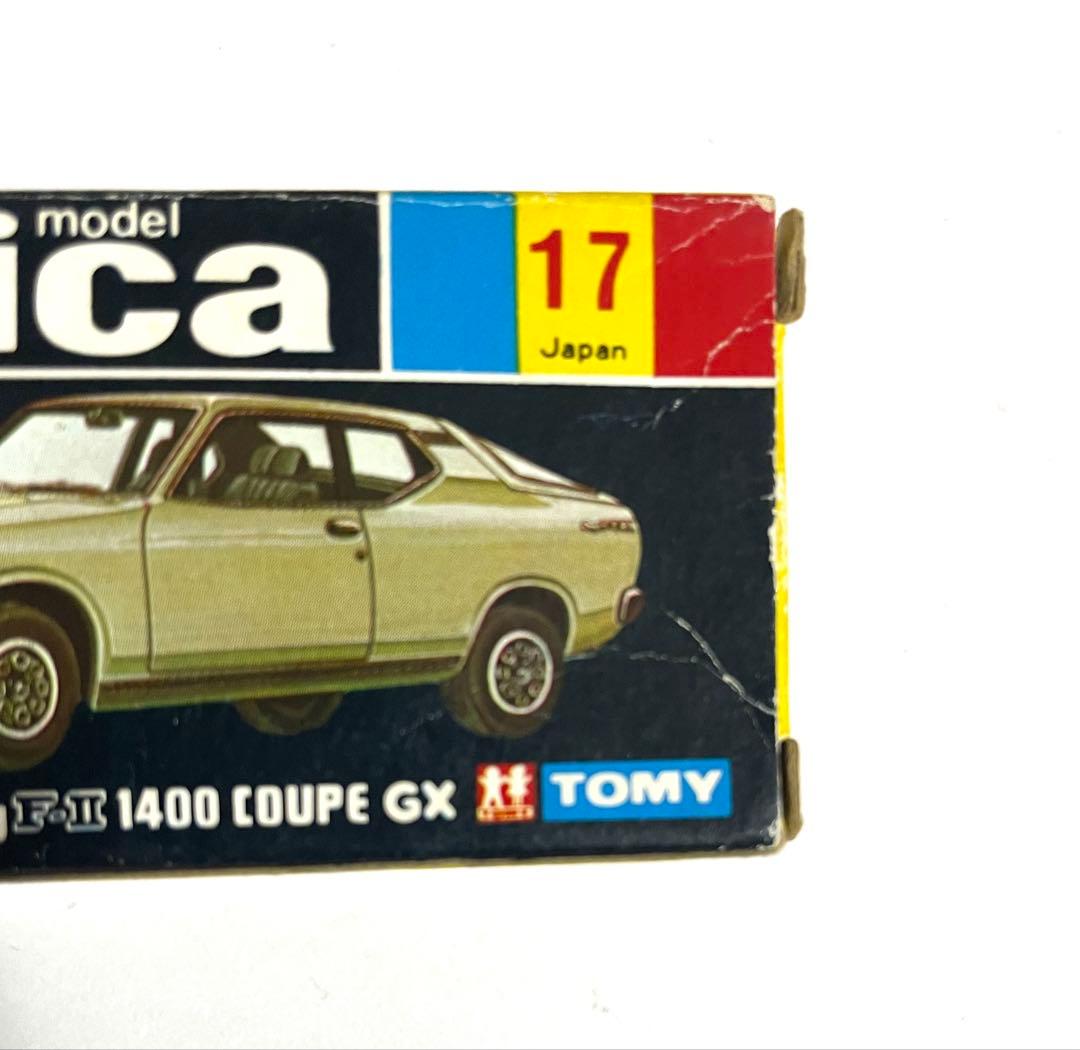 model
ica
17
Japan
F-II 1400 COUPE GX
TOMY